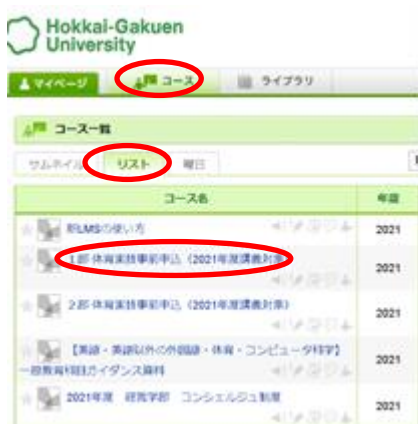 Hokkai-Gakuen
University
マイページ
コース
ライブラリ
コース一覧
サムネイル
リスト
曜日
コース名
年度
新LMSの使い方
2021
1部 体育実技事前申込 (2021年度講義対象)
2021
2部 体育実技事前申込 (2021年度講義対象)
2021
【英語・英語以外の外国語・体育・コンピュータ科学】
一般教育科目ガイダンス資料
2021
2021年度 経営学部 コンシェルジュ制度
2021